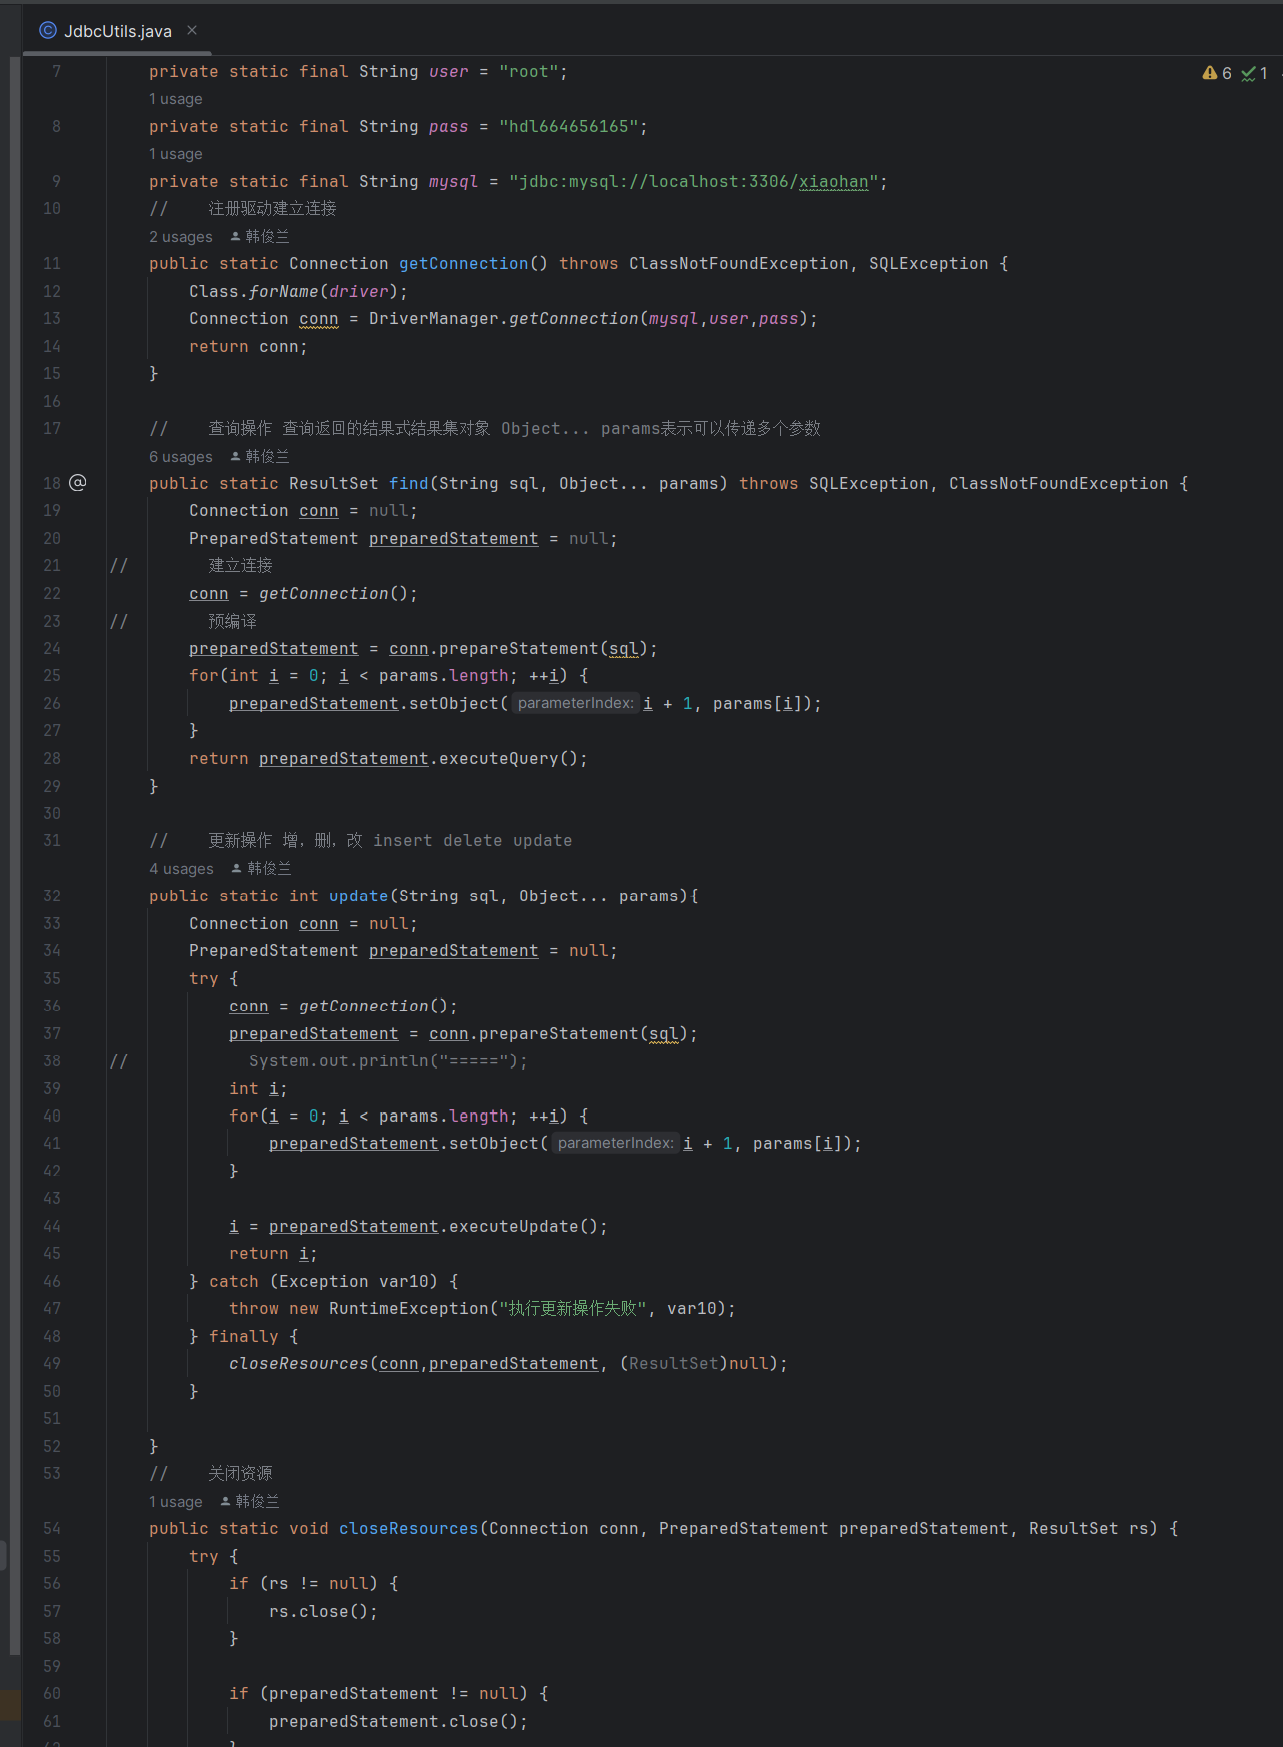 JdbcUtils.java
6 1
7 private static final String user = "root";
1 usage
8 private static final String pass = "hdl664656165";
1 usage
9 private static final String mysql = "jdbc:mysql://localhost:3306/xiaohan";
10 // 注册驱动建立连接
2 usages 韩俊兰
11 public static Connection getConnection() throws ClassNotFoundException, SQLException {
12 Class.forName(driver);
13 Connection conn = DriverManager.getConnection(mysql,user,pass);
14 return conn;
15 }
16
17 // 查询操作 查询返回的结果式结果集对象 Object... params表示可以传递多个参数
6 usages 韩俊兰
18 public static ResultSet find(String sql, Object... params) throws SQLException, ClassNotFoundException {
19 Connection conn = null;
20 PreparedStatement preparedStatement = null;
21 // 建立连接
22 conn = getConnection();
23 // 预编译
24 preparedStatement = conn.prepareStatement(sql);
25 for(int i = 0; i < params.length; ++i) {
26 preparedStatement.setObject( parameterIndex: i + 1, params[i]);
27 }
28 return preparedStatement.executeQuery();
29 }
30
31 // 更新操作 增，删，改 insert delete update
4 usages 韩俊兰
32 public static int update(String sql, Object... params){
33 Connection conn = null;
34 PreparedStatement preparedStatement = null;
35 try {
36 conn = getConnection();
37 preparedStatement = conn.prepareStatement(sql);
38 // System.out.println("=====");
39 int i;
40 for(i = 0; i < params.length; ++i) {
41 preparedStatement.setObject( parameterIndex: i + 1, params[i]);
42 }
43
44 i = preparedStatement.executeUpdate();
45 return i;
46 } catch (Exception var10) {
47 throw new RuntimeException("执行更新操作失败", var10);
48 } finally {
49 closeResources(conn,preparedStatement, (ResultSet)null);
50 }
51
52 }
53 // 关闭资源
1 usage 韩俊兰
54 public static void closeResources(Connection conn, PreparedStatement preparedStatement, ResultSet rs) {
55 try {
56 if (rs != null) {
57 rs.close();
58 }
59
60 if (preparedStatement != null) {
61 preparedStatement.close();